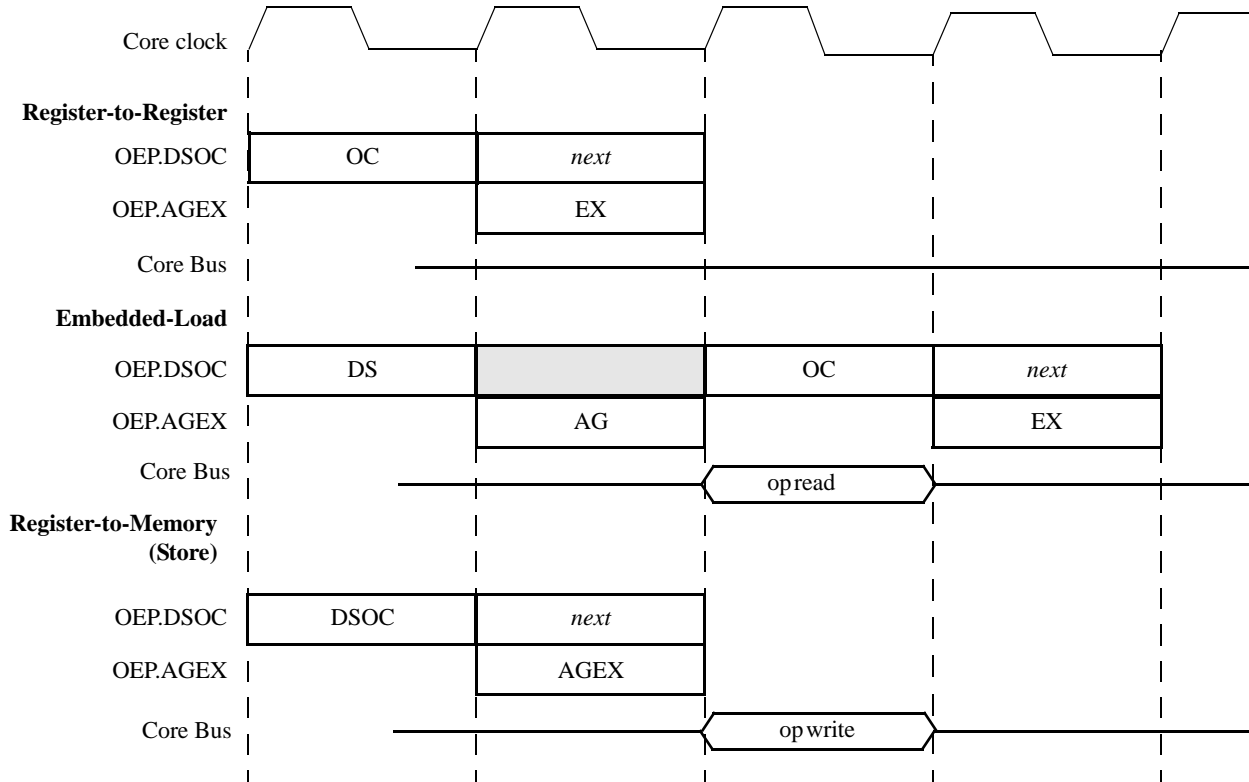 Core clock
Register-to-Register
OEP.DSOC OC next
OEP.AGEX EX
Core Bus
Embedded-Load
OEP.DSOC DS OC next
OEP.AGEX AG EX
Core Bus op read
Register-to-Memory
(Store)
OEP.DSOC DSOC next
OEP.AGEX AGEX
Core Bus op write